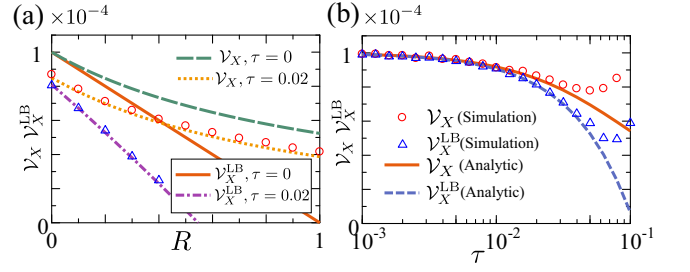 (a)
×10⁻⁴
1
0
𝒱_X 𝒱_X^LB
𝒱_X, τ = 0
𝒱_X, τ = 0.02
𝒱_X^LB, τ = 0
𝒱_X^LB, τ = 0.02
0
R
1
(b)
×10⁻⁴
1
0
𝒱_X 𝒱_X^LB
𝒱_X (Simulation)
𝒱_X^LB (Simulation)
𝒱_X (Analytic)
𝒱_X^LB (Analytic)
10⁻³
10⁻²
10⁻¹
τ